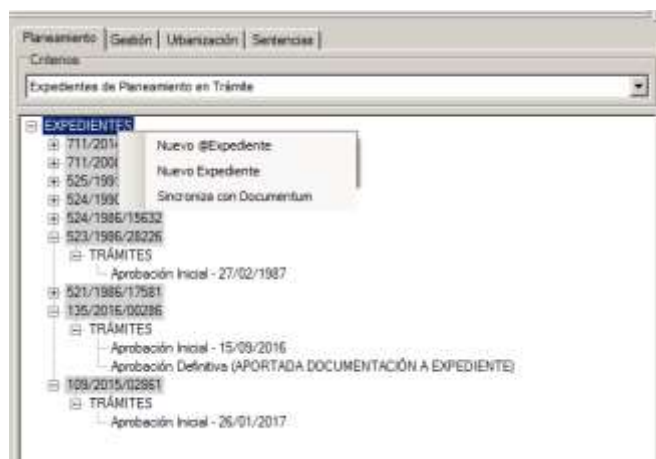 Planeamiento Gestión Urbanización Sentencias
Criterios
Expedientes de Planeamiento en Trámite
EXPEDIENTES
Nuevo @Expediente
Nuevo Expediente
Sincroniza con Documentum
524/1986/15632
523/1986/28226
TRÁMITES
Aprobación Inicial - 27/02/1987
521/1986/17581
135/2016/00286
TRÁMITES
Aprobación Inicial - 15/09/2016
Aprobación Definitiva (APORTADA DOCUMENTACIÓN A EXPEDIENTE)
109/2015/02861
TRÁMITES
Aprobación Inicial - 26/01/2017